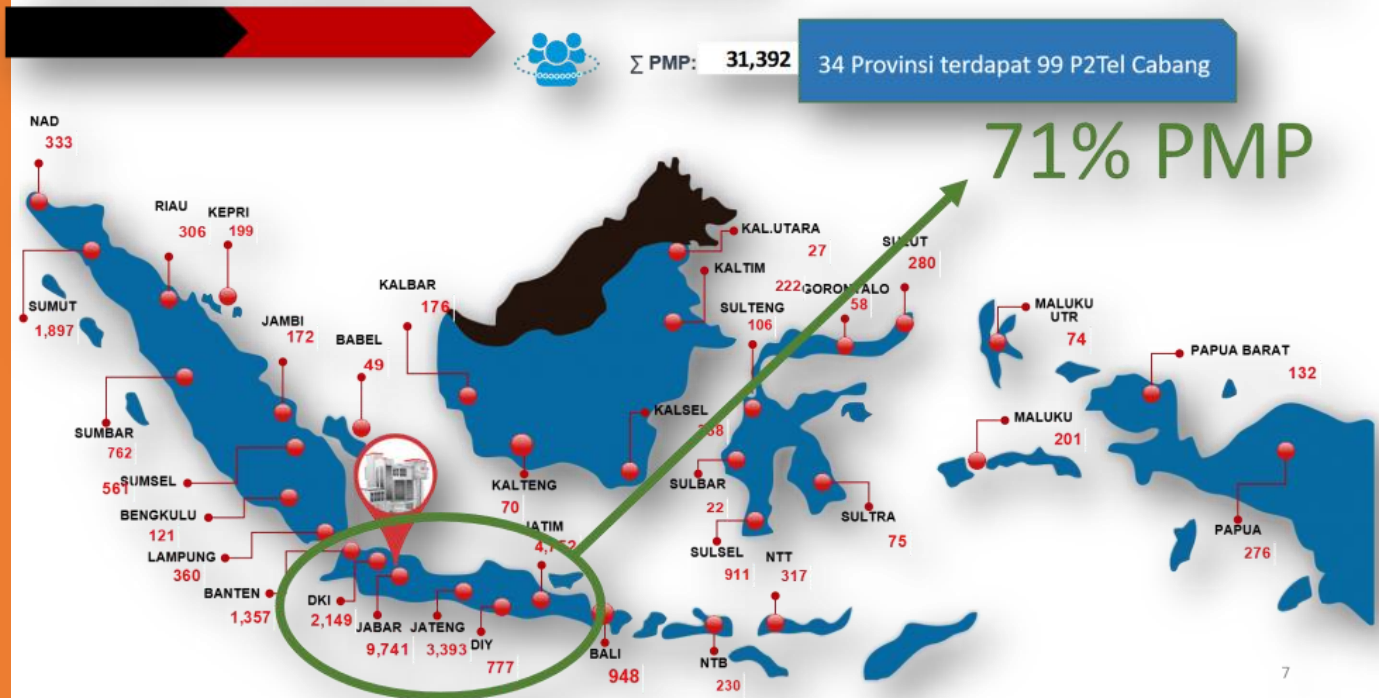 ∑ PMP: 31,392
34 Provinsi terdapat 99 P2Tel Cabang
71% PMP
NAD
333
RIAU
306
KEPRI
199
SUMUT
1,897
JAMBI
172
BABEL
49
KALBAR
176
KAL.UTARA
27
KALTIM
222
SULUT
280
GORONTALO
58
SULTENG
106
MALUKU
UTR
74
PAPUA BARAT
132
MALUKU
201
PAPUA
276
SUMBAR
762
SUMSEL
561
BENGKULU
121
LAMPUNG
360
BANTEN
1,357
DKI
2,149
JABAR
9,741
JATENG
3,393
DIY
777
JATIM
KALTENG
70
KALSEL
SULBAR
22
SULSEL
911
SULTRA
75
NTT
317
BALI
948
NTB
230
7